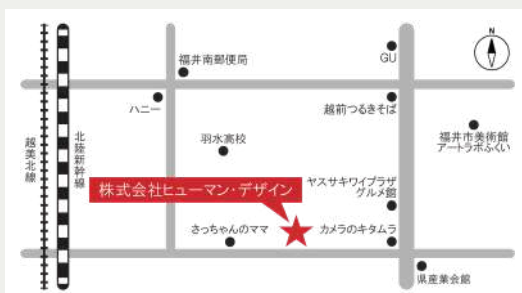 N
GU
福井南郵便局
ハニー
越前つるきそば
福井市美術館
アートラボふくい
羽水高校
越美北線
北陸新幹線
ヤスサキワイプラザ
グルメ館
株式会社ヒューマン・デザイン
さっちゃんのママ
カメラのキタムラ
県産業会館